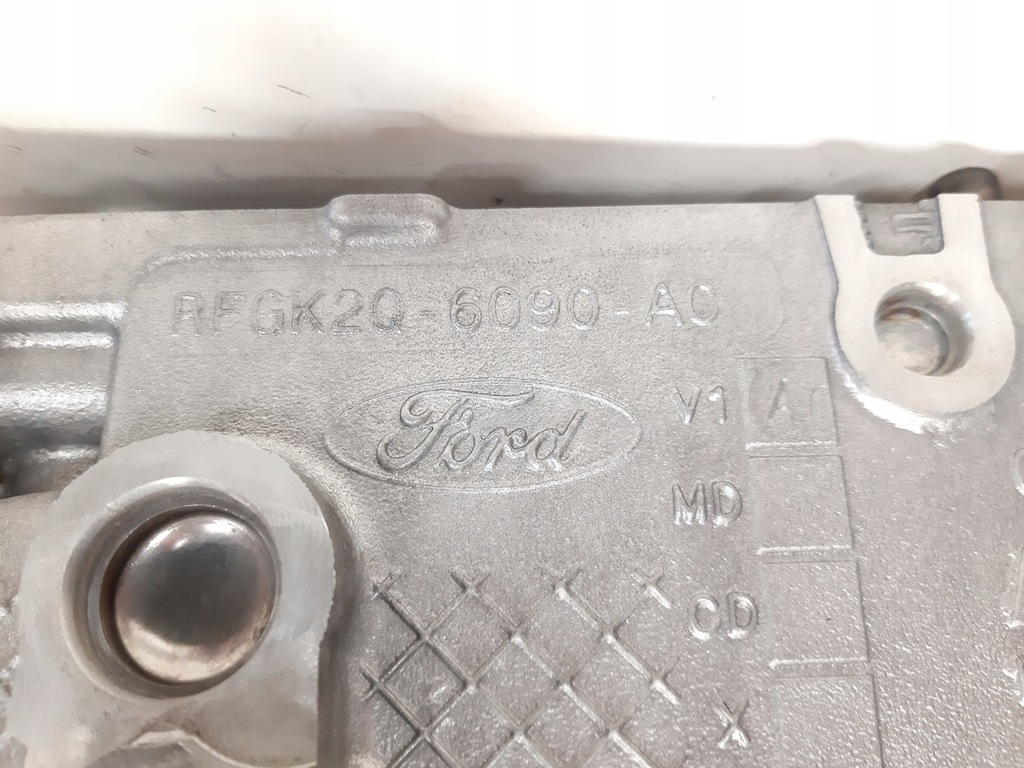 RFGK2Q-6090-AC
Ford
V1 A
MD
CD
X